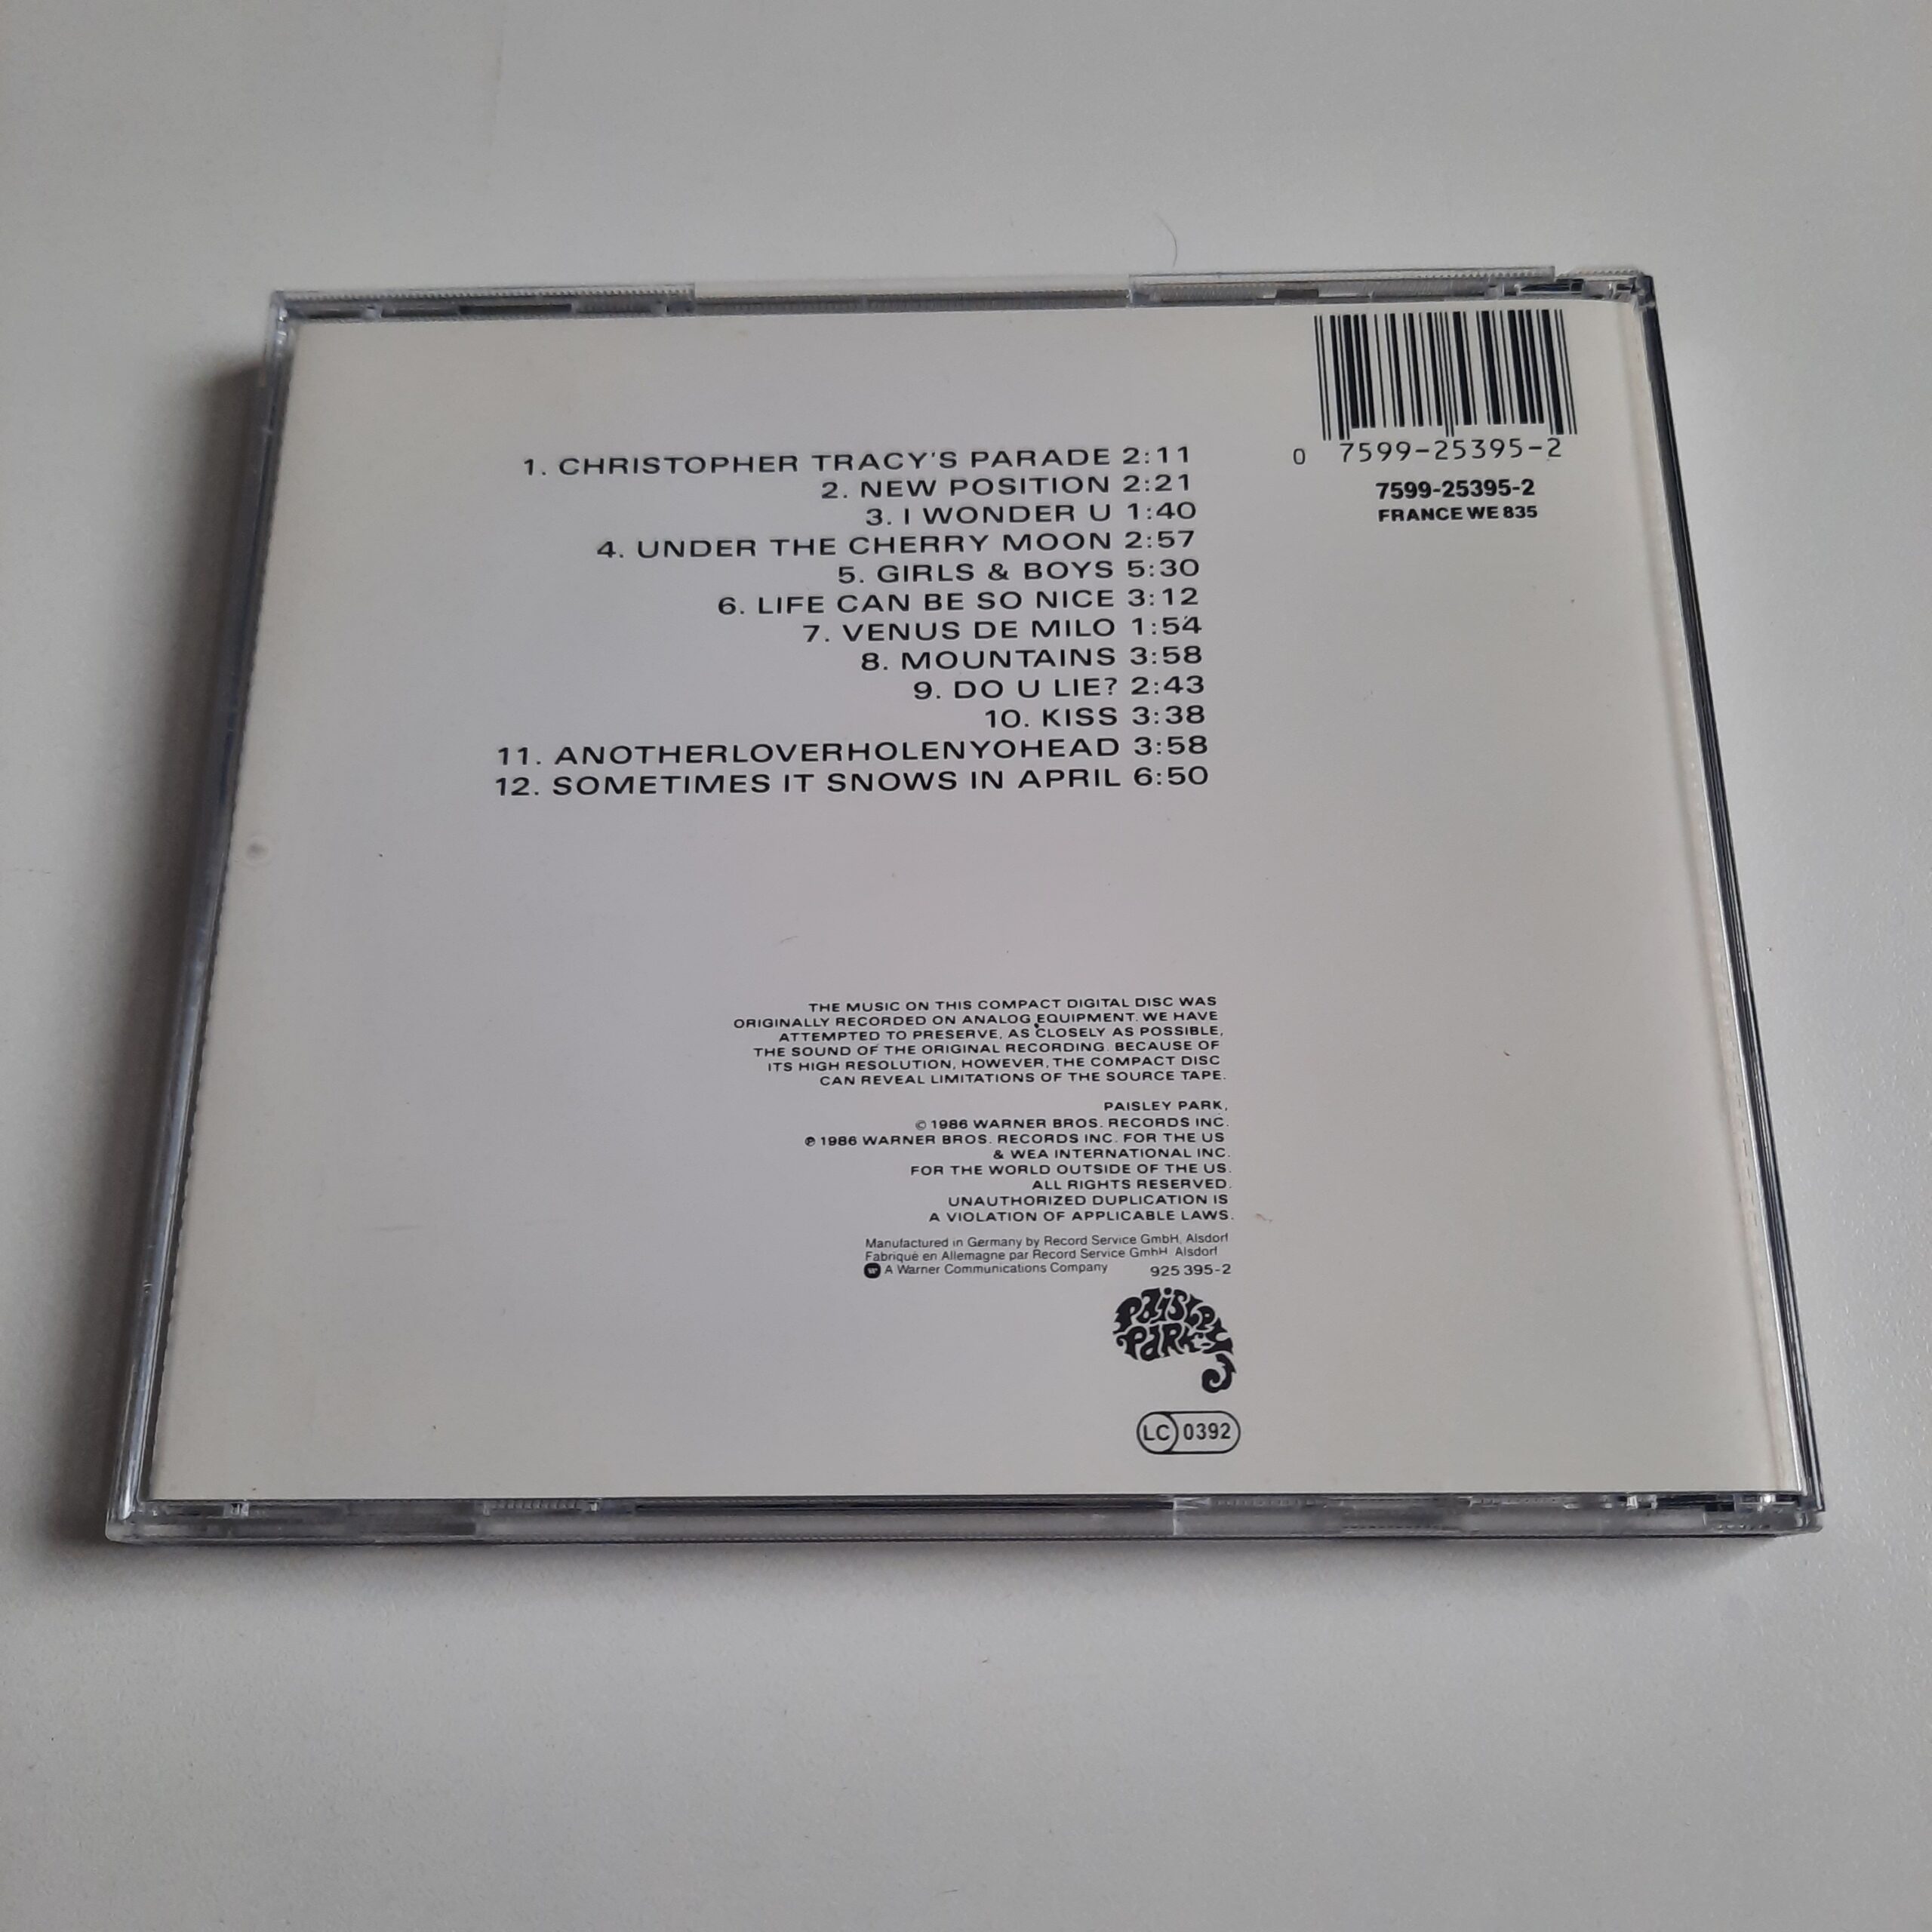 1. CHRISTOPHER TRACY'S PARADE 2:11
2. NEW POSITION 2:21
3. I WONDER U 1:40
4. UNDER THE CHERRY MOON 2:57
5. GIRLS & BOYS 5:30
6. LIFE CAN BE SO NICE 3:12
7. VENUS DE MILO 1:54
8. MOUNTAINS 3:58
9. DO U LIE? 2:43
10. KISS 3:38
11. ANOTHERLOVERHOLENYOHEAD 3:58
12. SOMETIMES IT SNOWS IN APRIL 6:50
0 7599-25395-2
7599-25395-2
FRANCE WE 835
THE MUSIC ON THIS COMPACT DIGITAL DISC WAS
ORIGINALLY RECORDED ON ANALOG EQUIPMENT. WE HAVE
ATTEMPTED TO PRESERVE, AS CLOSELY AS POSSIBLE,
THE SOUND OF THE ORIGINAL RECORDING. BECAUSE OF
ITS HIGH RESOLUTION, HOWEVER, THE COMPACT DISC
CAN REVEAL LIMITATIONS OF THE SOURCE TAPE.
PAISLEY PARK,
© 1986 WARNER BROS. RECORDS INC.
℗ 1986 WARNER BROS. RECORDS INC. FOR THE US
& WEA INTERNATIONAL INC.
FOR THE WORLD OUTSIDE OF THE US.
ALL RIGHTS RESERVED.
UNAUTHORIZED DUPLICATION IS
A VIOLATION OF APPLICABLE LAWS.
Manufactured in Germany by Record Service GmbH, Alsdorf
Fabriqué en Allemagne par Record Service GmbH, Alsdorf
W A Warner Communications Company 925 395-2
PAISLEY
PARK
LC 0392